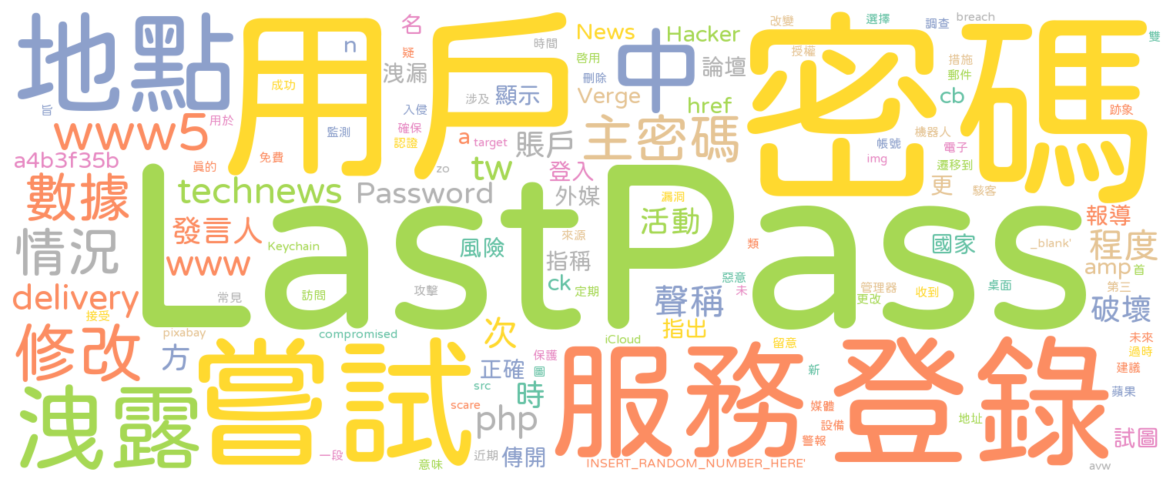 地點
用戶
中
密碼
名
疑
n
洩漏
News
Hacker
時間
啓用
刪除
論壇
改變
授權
選擇
調查
breach
措施
郵件
雙
成功
涉及
顯示
Verge
href
cb
跡象
www5
用於
監測
入侵
確保
認證
a
target
主密碼
帳號
機器人
電子
a4b3f35b
真的
免費
賬戶
zo
tw
登入
img
遷移到
駭客
更
數據
technews
Password
外媒
漏洞
活動
報導
發言人
Keychain
風險
來源
指稱
類
國家
_blank'
程度
情況
www
常見
訪問
攻擊
ck
定期
惡意
未
管理器
更改
收到
桌面
amp
首
第三
delivery
接受
聲稱
指出
破壞
LastPass
pixabay
compromised
次
iCloud
留意
未來
過時
修改
方
正確
保護
圖
新
建議
src
時
蘋果
scare
媒體
地址
洩露
嘗試
php
服務
登錄
設備
警報
試圖
一段
意味
近期
傳開
INSERT_RANDOM_NUMBER_HERE'
avw